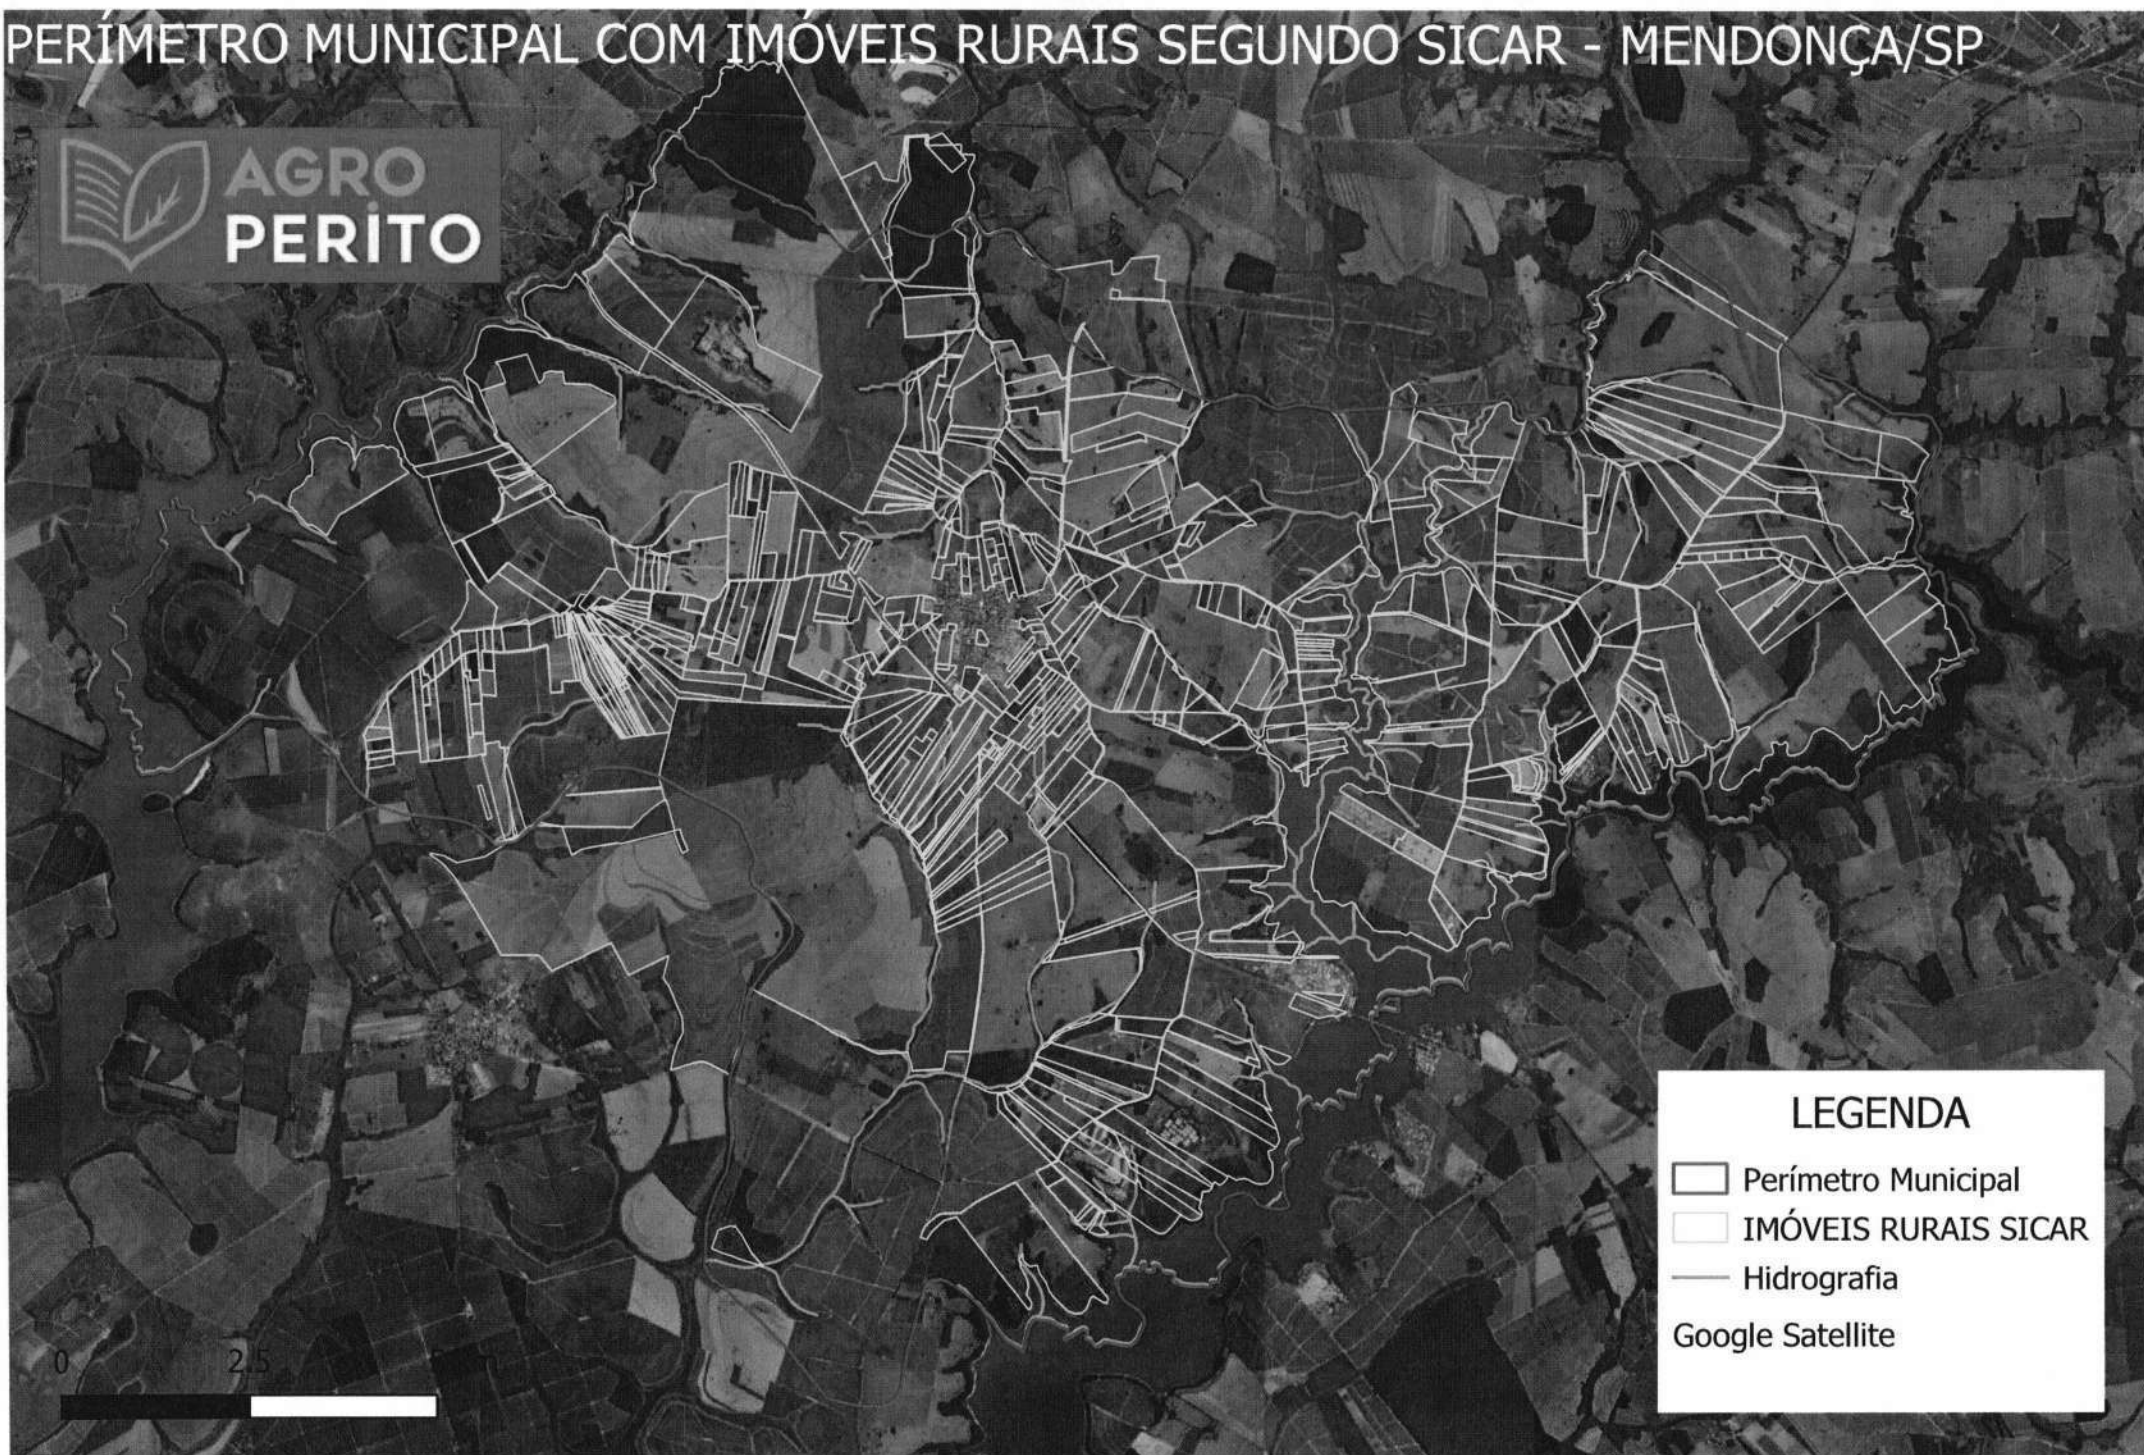 PERÍMETRO MUNICIPAL COM IMÓVEIS RURAIS SEGUNDO SICAR - MENDONÇA/SP
AGRO
PERITO
LEGENDA
Perímetro Municipal
IMÓVEIS RURAIS SICAR
Hidrografia
Google Satellite
0 2.5